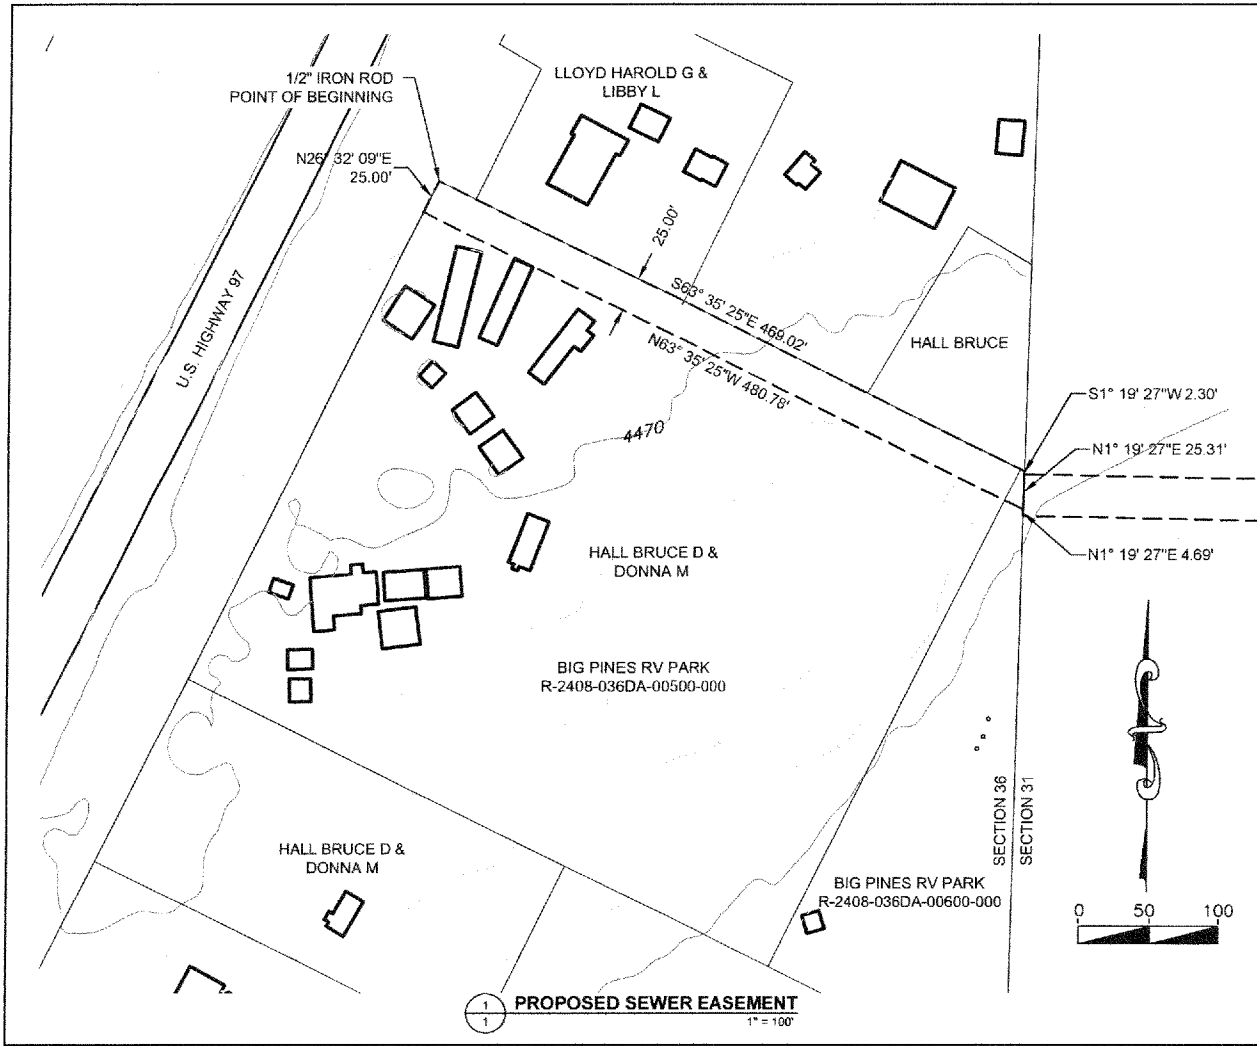 LLOYD HAROLD G &
LIBBY L
1/2" IRON ROD
POINT OF BEGINNING
N26° 32' 09"E
25.00'
25.00'
U.S. HIGHWAY 97
S63° 35' 25"E 469.02'
N63° 35' 25"W 480.78'
HALL BRUCE
S1° 19' 27"W 2.30'
4470
N1° 19' 27"E 25.31'
HALL BRUCE D &
DONNA M
N1° 19' 27"E 4.69'
BIG PINES RV PARK
R-2408-036DA-00500-000
SECTION 36
SECTION 31
HALL BRUCE D &
DONNA M
BIG PINES RV PARK
R-2408-036DA-00600-000
0 50 100
1
1
PROPOSED SEWER EASEMENT
1" = 100'